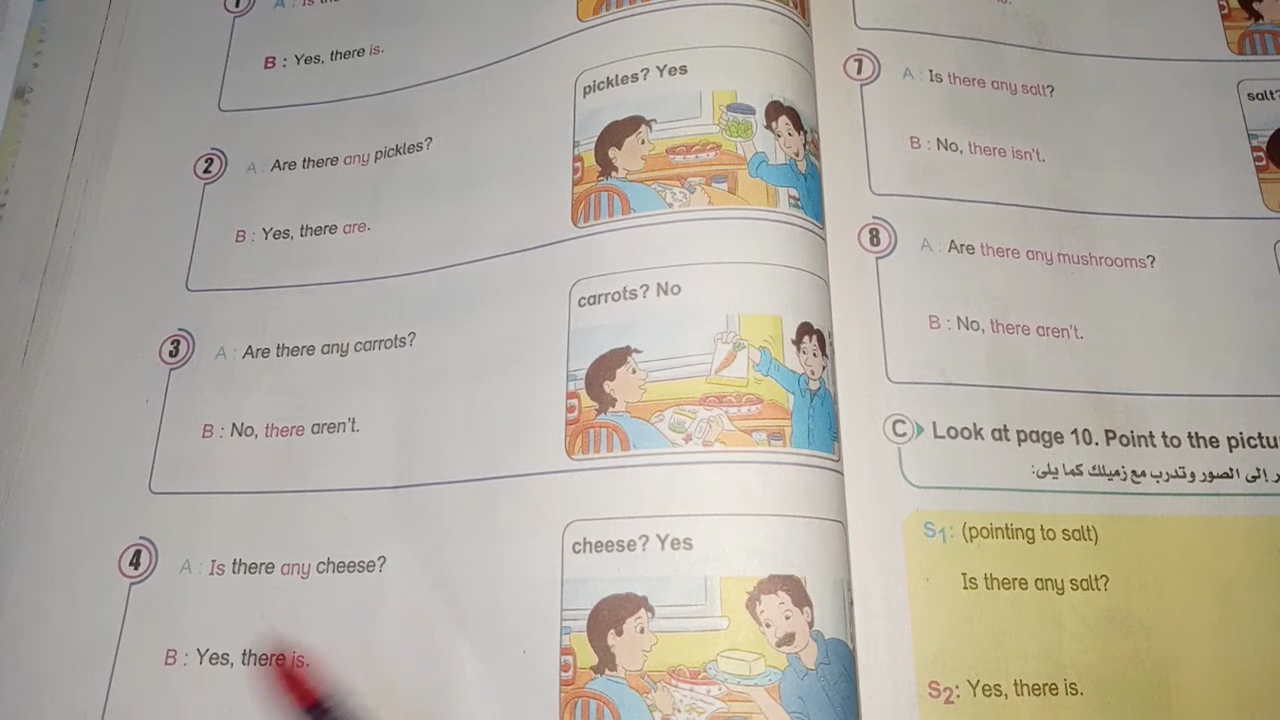 A : Is
B : Yes, there is.
pickles? Yes
2
A : Are there any pickles?
B : Yes, there are.
carrots? No
3
A : Are there any carrots?
B : No, there aren't.
cheese? Yes
4
A : Is there any cheese?
B : Yes, there is.
7
A : Is there any salt?
salt?
B : No, there isn't.
8
A : Are there any mushrooms?
B : No, there aren't.
C Look at page 10. Point to the
إلى الصور وتدرب مع زميلك كما يلى:
S1: (pointing to salt)
Is there any salt?
S2: Yes, there is.